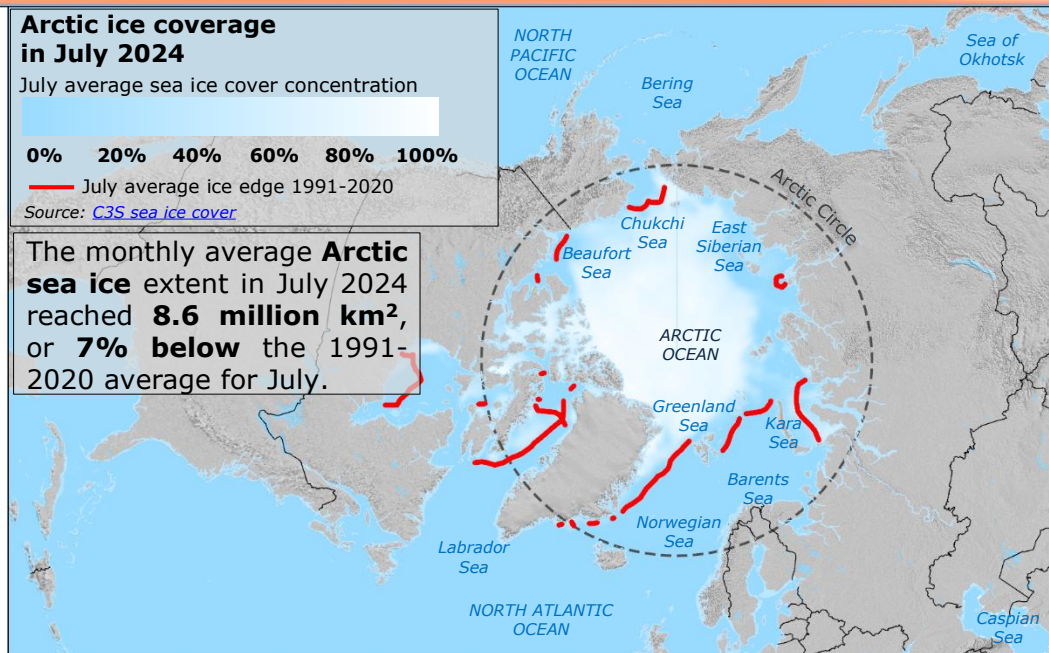 Arctic ice coverage
in July 2024
July average sea ice cover concentration
0% 20% 40% 60% 80% 100%
July average ice edge 1991-2020
Source: C3S sea ice cover
The monthly average Arctic
sea ice extent in July 2024
reached 8.6 million km²,
or 7% below the 1991-
2020 average for July.
NORTH
PACIFIC
OCEAN
Bering
Sea
Sea of
Okhotsk
Arctic Circle
Chukchi
Sea
East
Siberian
Sea
Beaufort
Sea
ARCTIC
OCEAN
Greenland
Sea
Kara
Sea
Barents
Sea
Norwegian
Sea
Labrador
Sea
NORTH ATLANTIC
OCEAN
Caspian
Sea